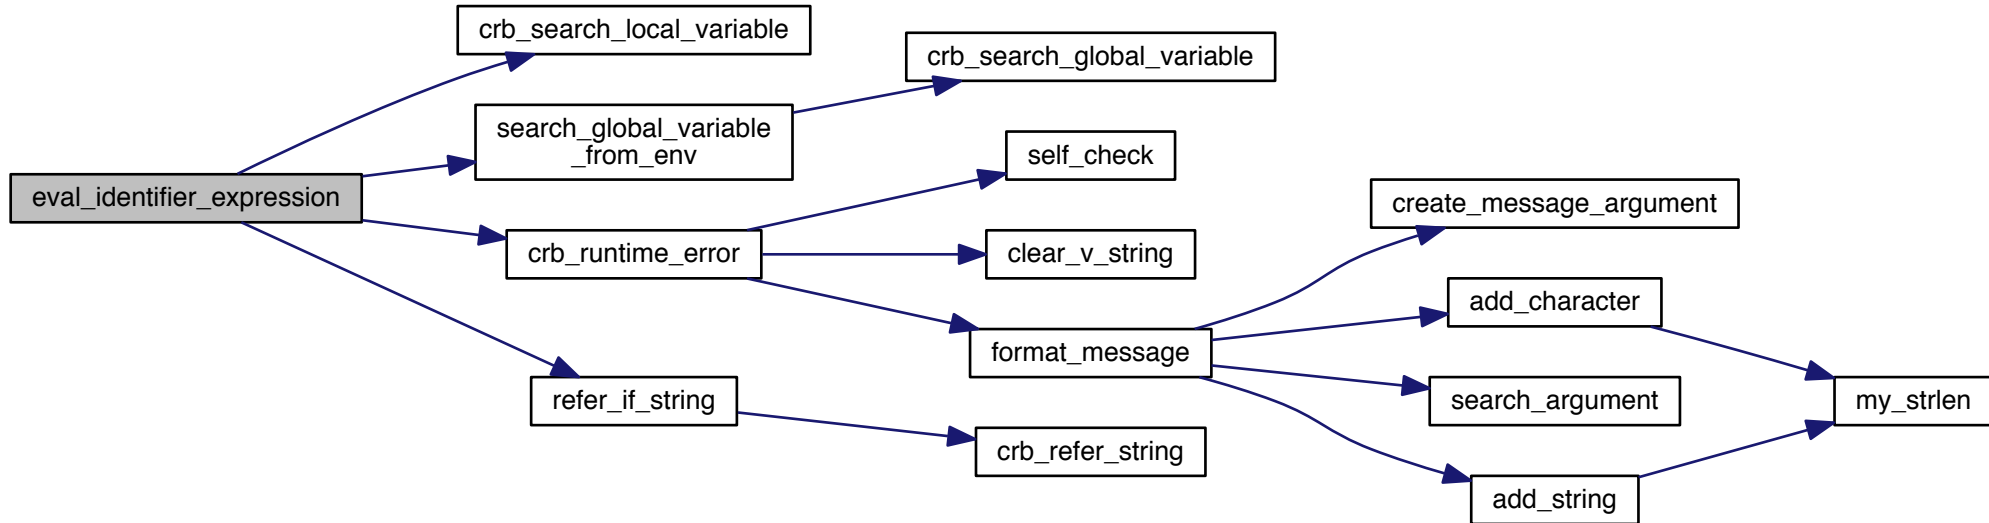 crb_search_local_variable
crb_search_global_variable
search_global_variable
_from_env
self_check
eval_identifier_expression
create_message_argument
crb_runtime_error
clear_v_string
add_character
format_message
refer_if_string
search_argument
my_strlen
crb_refer_string
add_string